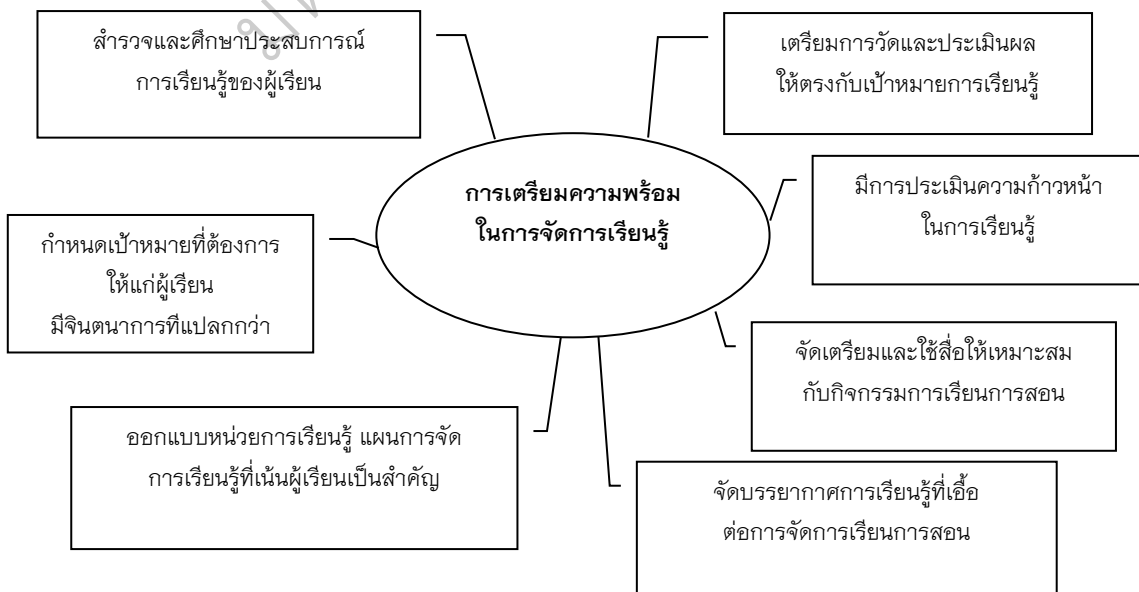 สำรวจและศึกษาประสบการณ์
การเรียนรู้ของผู้เรียน
เตรียมการวัดและประเมินผล
ให้ตรงกับเป้าหมายการเรียนรู้
การเตรียมความพร้อม
ในการจัดการเรียนรู้
มีการประเมินความก้าวหน้า
ในการเรียนรู้
กำหนดเป้าหมายที่ต้องการ
ให้แก่ผู้เรียน
มีจินตนาการทีแปลกกว่า
จัดเตรียมและใช้สื่อให้เหมาะสม
กับกิจกรรมการเรียนการสอน
ออกแบบหน่วยการเรียนรู้ แผนการจัด
การเรียนรู้ที่เน้นผู้เรียนเป็นสำคัญ
จัดบรรยากาศการเรียนรู้ที่เอื้อ
ต่อการจัดการเรียนการสอน